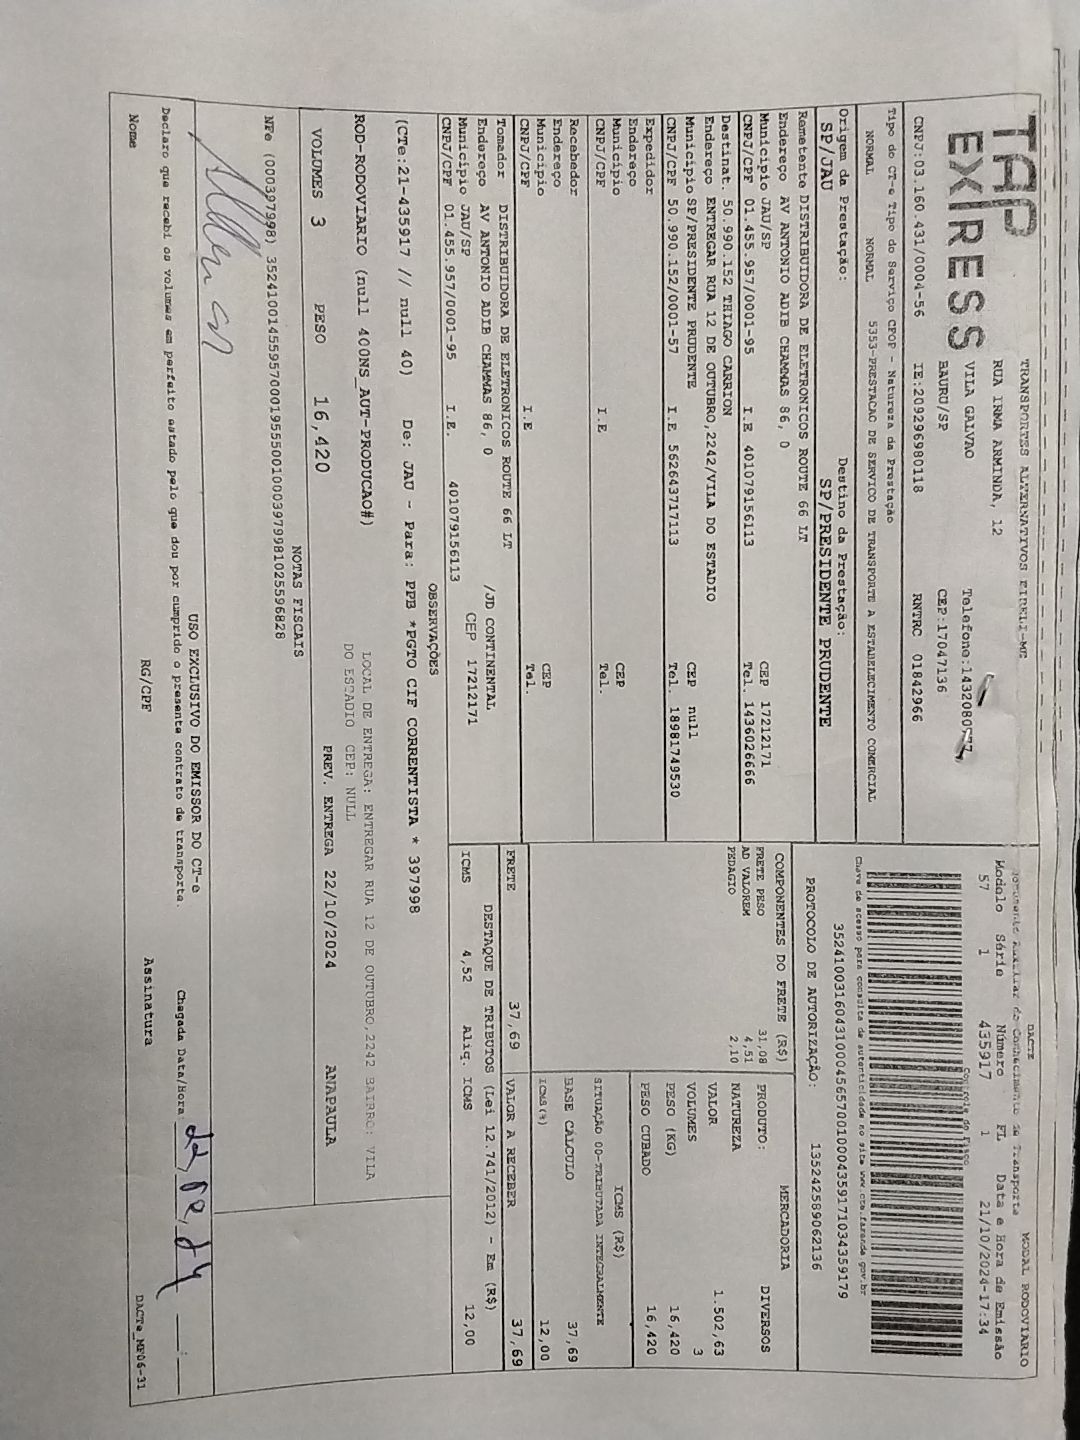 TAP
EXPRESS
TRANSPORTES ALTERNATIVOS EIRELI-ME
RUA IRMA ARMINDA, 12
VILA GALVAO Telefone:1432080577
BAURU/SP CEP:17047136
CNPJ:03.160.431/0004-56 IE:209296980118 RNTRC 01842966
DACTE MODAL RODOVIARIO
Documento Auxiliar do Conhecimento de Transporte
Modelo Série Número FL Data e Hora de Emissão
57 1 435917 1 21/10/2024-17:34
Controle do Fisco
Tipo do CT-e Tipo do Serviço CFOP - Natureza da Prestação
NORMAL NORMAL 5353-PRESTACAO DE SERVICO DE TRANSPORTE A ESTABELECIMENTO COMERCIAL
Chave de acesso para consulta de autenticidade no site www.cte.fazenda.gov.br
35241003160431000456570010004359171034359179
PROTOCOLO DE AUTORIZAÇÃO: 135242589062136
Origem da Prestação: Destino da Prestação:
SP/JAU SP/PRESIDENTE PRUDENTE
Remetente DISTRIBUIDORA DE ELETRONICOS ROUTE 66 LT
Endereço AV ANTONIO ADIB CHAMMAS 86, 0
Município JAU/SP CEP 17212171
CNPJ/CPF 01.455.957/0001-95 I.E 401079156113 Tel. 1436026666
Destinat. 50.990.152 THIAGO CARRION
Endereço ENTREGAR RUA 12 DE OUTUBRO,2242/VILA DO ESTADIO
Município SP/PRESIDENTE PRUDENTE CEP null
CNPJ/CPF 50.990.152/0001-57 I.E 562643717113 Tel. 18981749530
Expedidor
Endereço
Município CEP
CNPJ/CPF I.E Tel.
Recebedor
Endereço
Município CEP
CNPJ/CPF I.E Tel.
Tomador DISTRIBUIDORA DE ELETRONICOS ROUTE 66 LT
Endereço AV ANTONIO ADIB CHAMMAS 86, 0 /JD CONTINENTAL
Município JAU/SP CEP 17212171
CNPJ/CPF 01.455.957/0001-95 I.E. 401079156113
COMPONENTES DO FRETE (R$)
FRETE PESO 31,08
AD VALOREM 4,51
PEDAGIO 2,10
MERCADORIA
PRODUTO: DIVERSOS
NATUREZA
VALOR 1.502,63
VOLUMES 3
PESO (KG) 16,420
PESO CUBADO 16,420
ICMS (R$)
SITUAÇÃO 00-TRIBUTADA INTEGRALMENTE
BASE CÁLCULO 37,69
ICMS(%) 12,00
FRETE 37,69 VALOR A RECEBER 37,69
DESTAQUE DE TRIBUTOS (Lei 12.741/2012) - Em (R$)
ICMS 4,52 Aliq. ICMS 12,00
OBSERVAÇÕES
(CTe:21-435917 // null 40) De: JAU - Para: PPB *PGTO CIF CORRENTISTA * 397998
ROD-RODOVIARIO (null 400NS_AUT-PRODUCAO#)
LOCAL DE ENTREGA: ENTREGAR RUA 12 DE OUTUBRO,2242 BAIRRO: VILA
DO ESTADIO CEP: NULL
VOLUMES 3 PESO 16,420 PREV. ENTREGA 22/10/2024 ANAPAULA
NOTAS FISCAIS
NFe (000397998) 35241001455957000195550010003979981025596828
USO EXCLUSIVO DO EMISSOR DO CT-e
Declaro que recebi os volumes em perfeito estado pelo que dou por cumprido o presente contrato de transporte. Chegada Data/Hora:
Nome RG/CPF Assinatura
DACTe_MF06-31